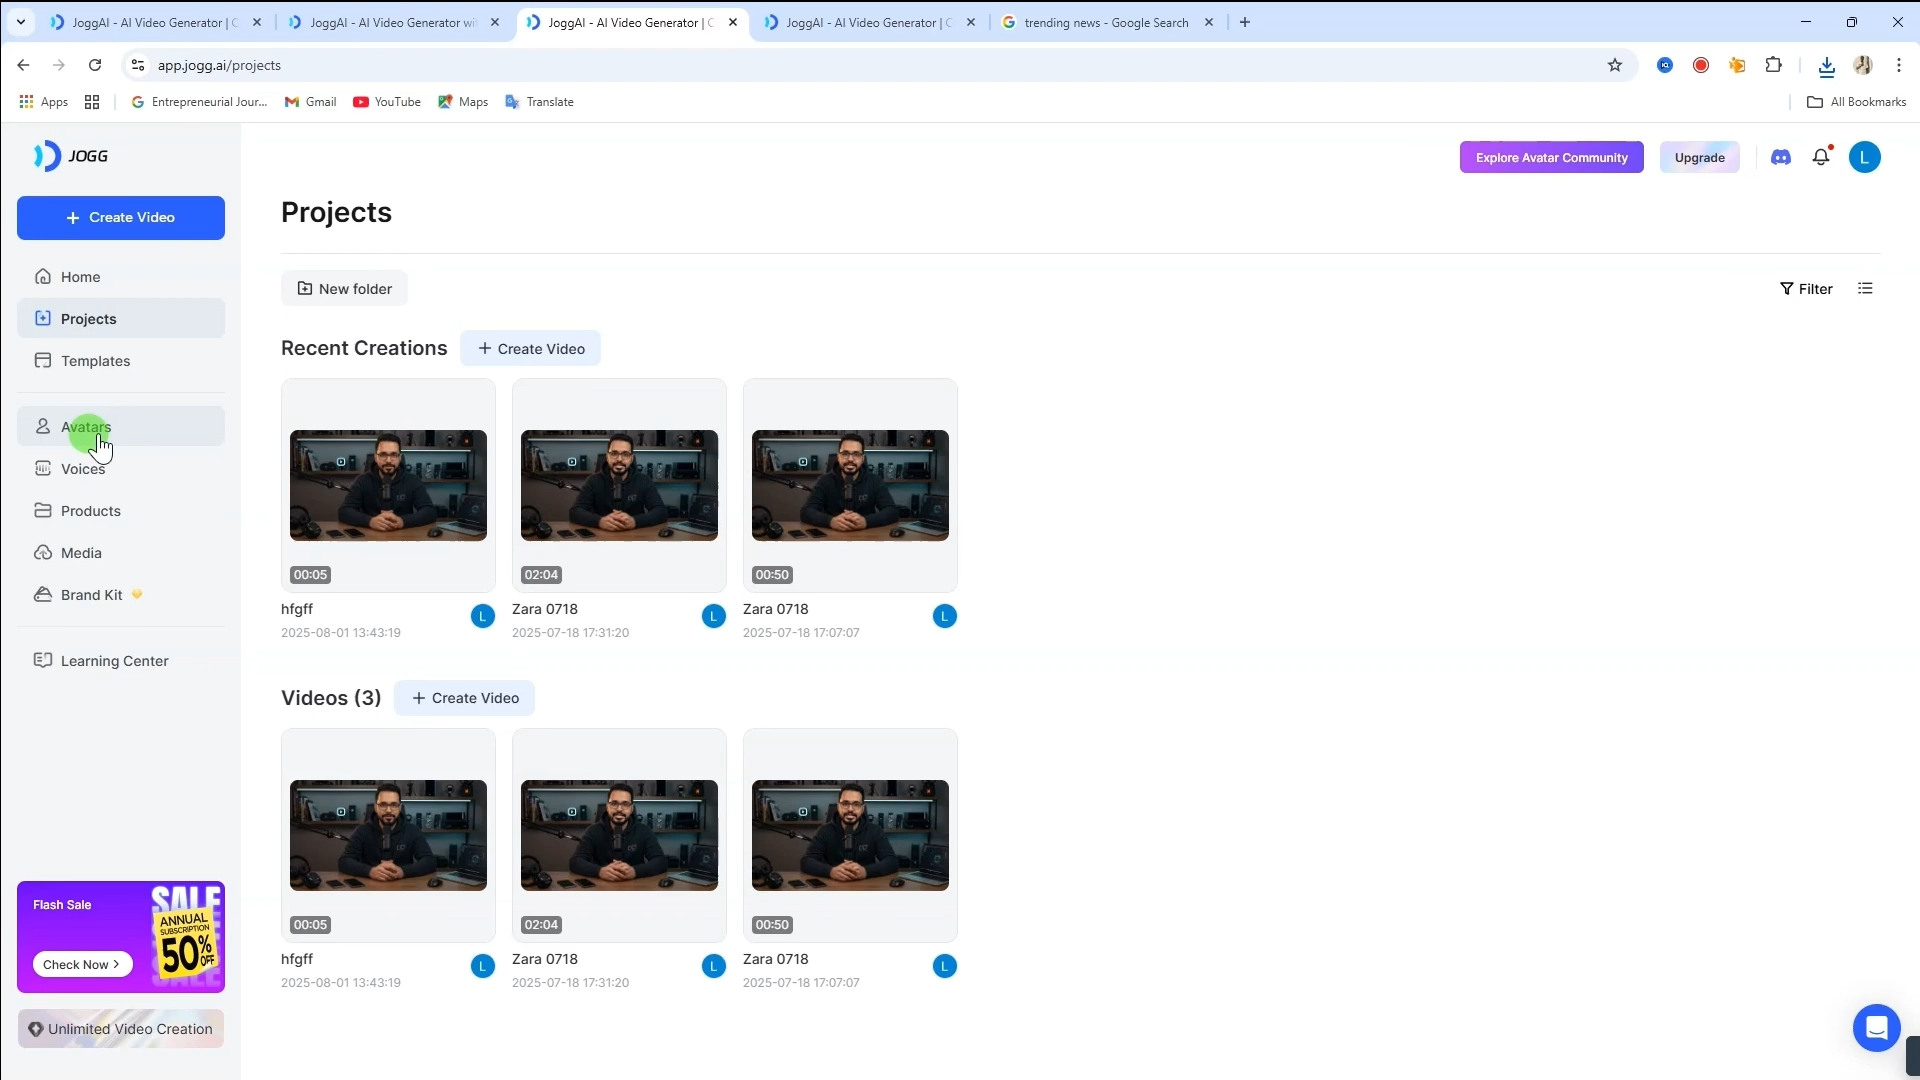 JoggAI - AI Video Generator | C
JoggAI - AI Video Generator wit
JoggAI - AI Video Generator | C
JoggAI - AI Video Generator | C
trending news - Google Search
app.jogg.ai/projects
Apps
Entrepreneurial Jour...
Gmail
YouTube
Maps
Translate
All Bookmarks
JOGG
Explore Avatar Community
Upgrade
L
+ Create Video
Projects
Home
Projects
Templates
Avatars
Voices
Products
Media
Brand Kit
Learning Center
New folder
Filter
Recent Creations
+ Create Video
00:05
02:04
00:50
hfgff
L
Zara 0718
L
Zara 0718
L
2025-08-01 13:43:19
2025-07-18 17:31:20
2025-07-18 17:07:07
Videos (3)
+ Create Video
00:05
02:04
00:50
hfgff
L
Zara 0718
L
Zara 0718
L
2025-08-01 13:43:19
2025-07-18 17:31:20
2025-07-18 17:07:07
Flash Sale
SALE
ANNUAL
SUBSCRIPTION
50% OFF
SALE
Check Now >
Unlimited Video Creation